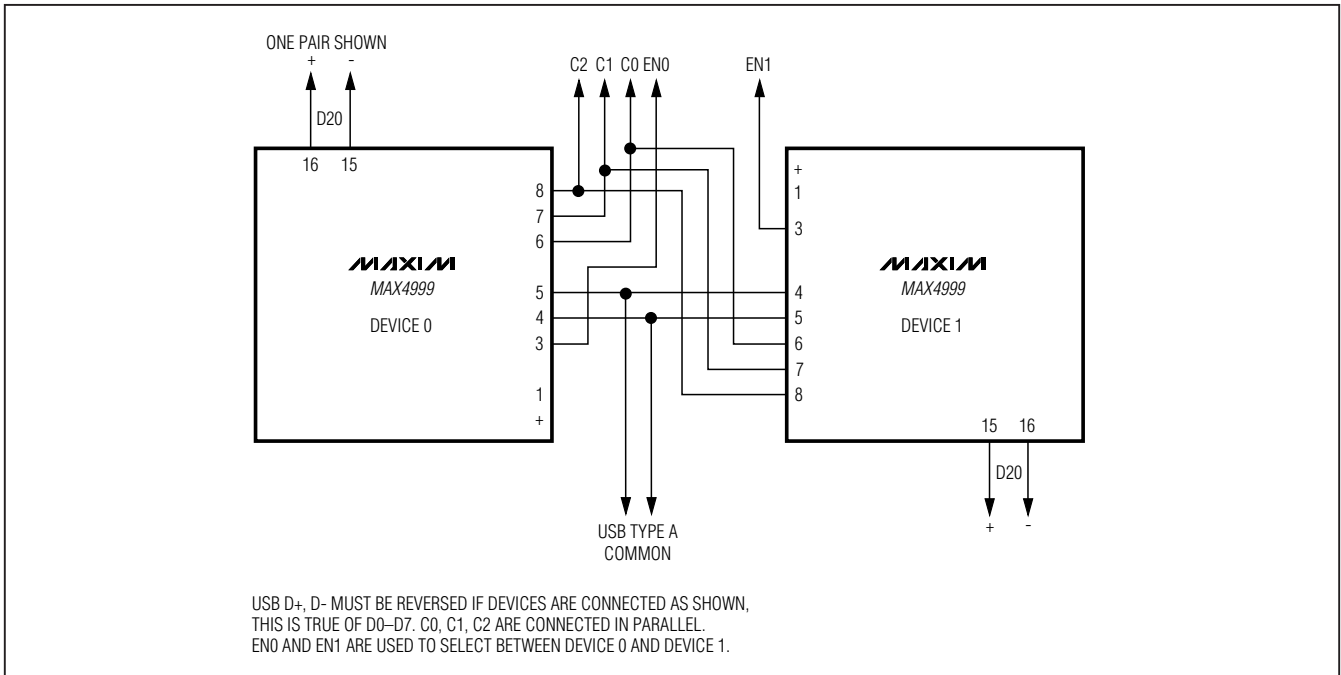 ONE PAIR SHOWN
+ -
D20
16 15
C2 C1 C0 EN0
EN1
8
7
6
5
4
3
1
+
MAXIM
MAX4999
DEVICE 0
+
1
3
4
5
6
7
8
MAXIM
MAX4999
DEVICE 1
15 16
D20
+ -
USB TYPE A
COMMON
USB D+, D- MUST BE REVERSED IF DEVICES ARE CONNECTED AS SHOWN,
THIS IS TRUE OF D0–D7. C0, C1, C2 ARE CONNECTED IN PARALLEL.
EN0 AND EN1 ARE USED TO SELECT BETWEEN DEVICE 0 AND DEVICE 1.